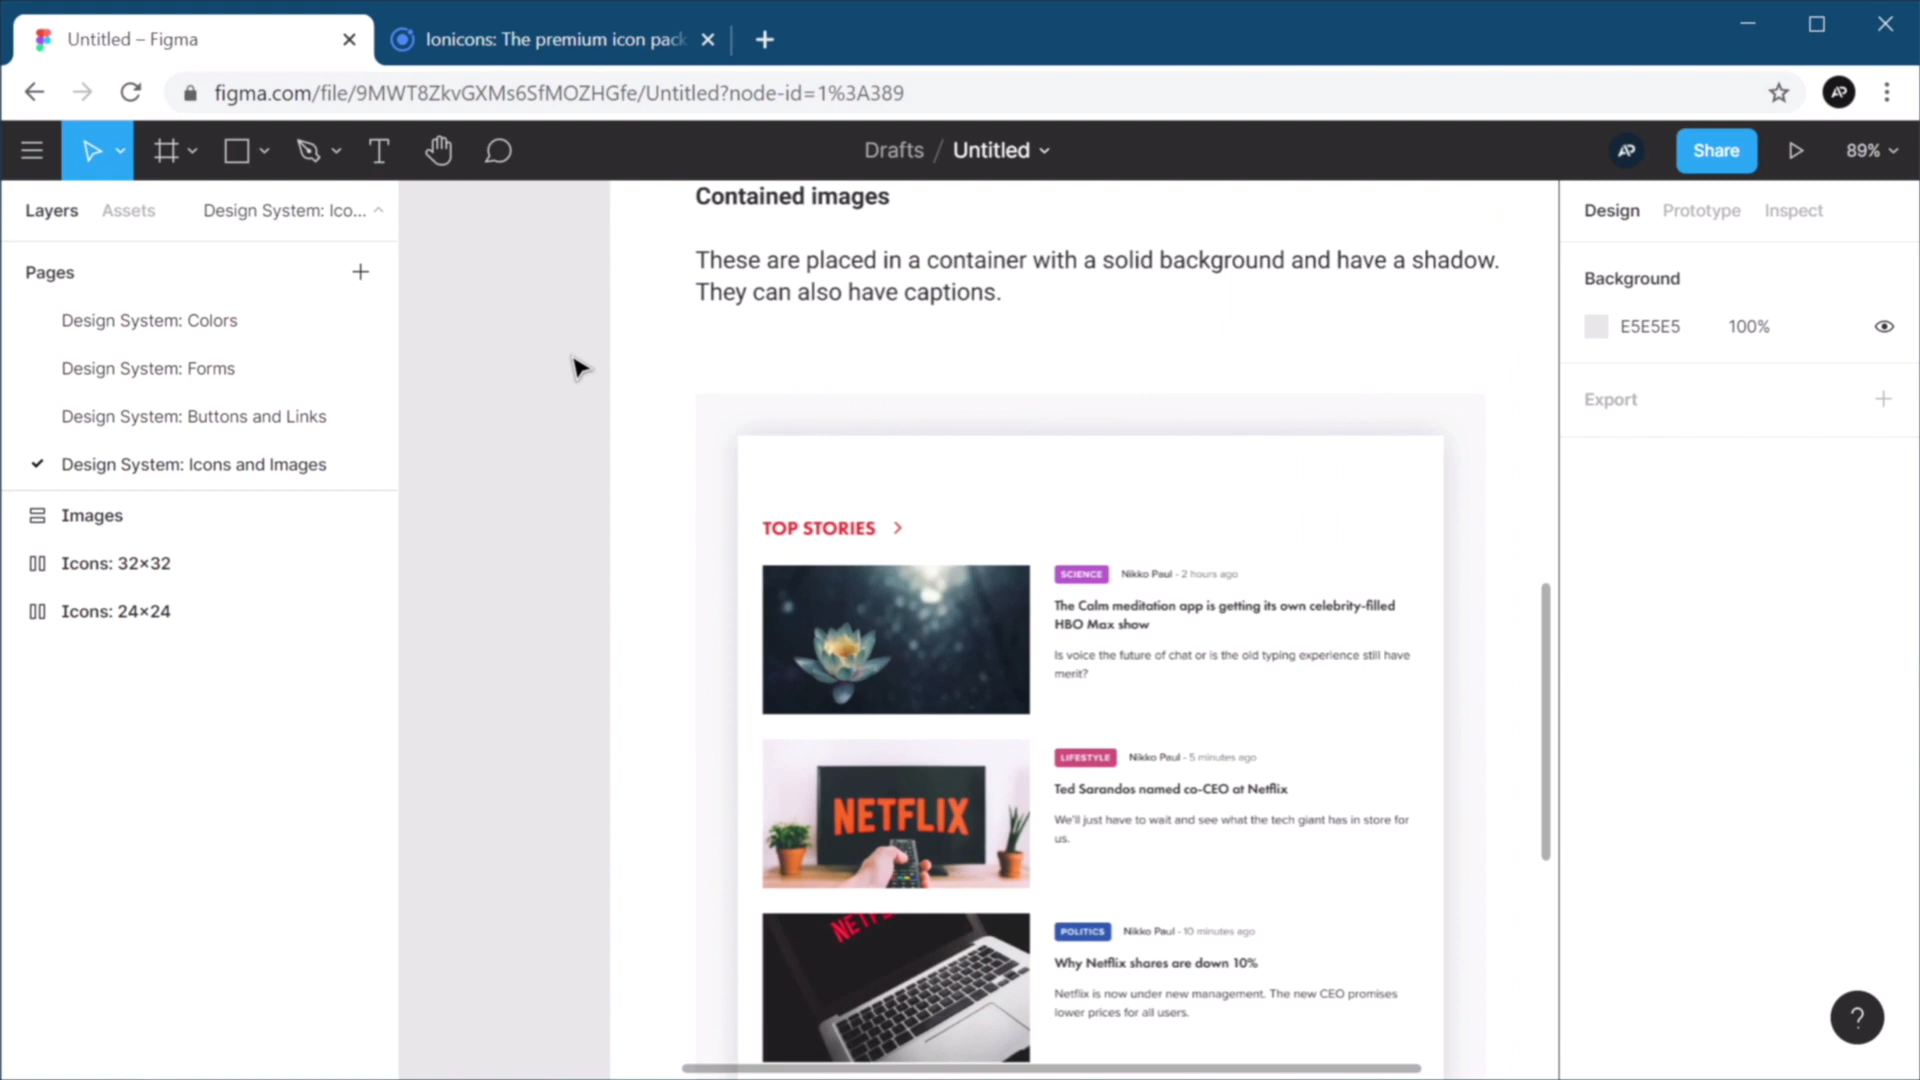 Untitled – Figma
Ionicons: The premium icon pack
figma.com/file/9MWT8ZkvGXMs6SfMOZHGfe/Untitled?node-id=1%3A389
AP
Drafts / Untitled
AP
Share
89%
Layers
Assets
Design System: Ico...
Pages
Design System: Colors
Design System: Forms
Design System: Buttons and Links
Design System: Icons and Images
Images
Icons: 32×32
Icons: 24×24
Contained images
These are placed in a container with a solid background and have a shadow.
They can also have captions.
TOP STORIES
SCIENCE Nikko Paul - 2 hours ago
The Calm meditation app is getting its own celebrity-filled
HBO Max show
Is voice the future of chat or is the old typing experience still have
merit?
NETFLIX
LIFESTYLE Nikko Paul - 5 minutes ago
Ted Sarandos named co-CEO at Netflix
We'll just have to wait and see what the tech giant has in store for
us.
NETFL
POLITICS Nikko Paul - 10 minutes ago
Why Netflix shares are down 10%
Netflix is now under new management. The new CEO promises
lower prices for all users.
Design
Prototype
Inspect
Background
E5E5E5 100%
Export
?